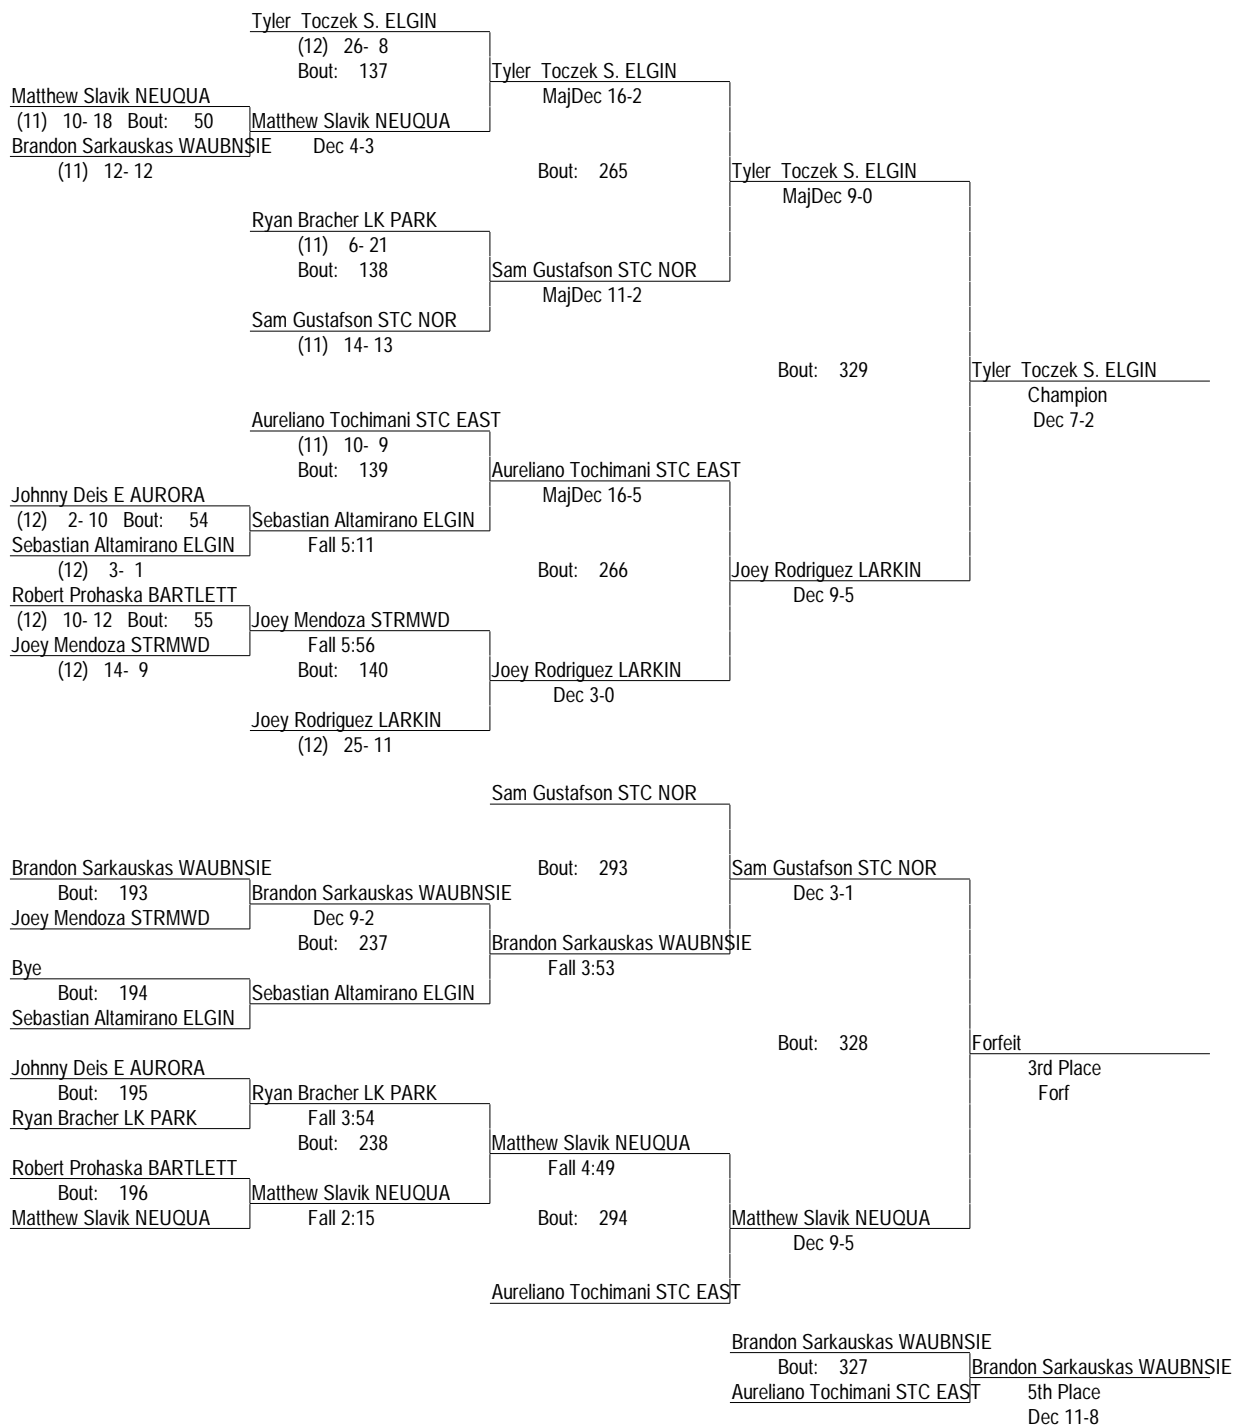 Tyler Toczek S. ELGIN
(12) 26- 8
Bout: 137
Tyler Toczek S. ELGIN
Matthew Slavik NEUQUA
MajDec 16-2
(11) 10- 18 Bout: 50
Matthew Slavik NEUQUA
Brandon Sarkauskas WAUBNSIE
Dec 4-3
(11) 12- 12
Bout: 265
Tyler Toczek S. ELGIN
MajDec 9-0
Ryan Bracher LK PARK
(11) 6- 21
Bout: 138
Sam Gustafson STC NOR
MajDec 11-2
Sam Gustafson STC NOR
(11) 14- 13
Bout: 329
Tyler Toczek S. ELGIN
Champion
Dec 7-2
Aureliano Tochimani STC EAST
(11) 10- 9
Bout: 139
Aureliano Tochimani STC EAST
Johnny Deis E AURORA
MajDec 16-5
(12) 2- 10 Bout: 54
Sebastian Altamirano ELGIN
Sebastian Altamirano ELGIN
Fall 5:11
(12) 3- 1
Bout: 266
Joey Rodriguez LARKIN
Robert Prohaska BARTLETT
Dec 9-5
(12) 10- 12 Bout: 55
Joey Mendoza STRMWD
Joey Mendoza STRMWD
Fall 5:56
(12) 14- 9
Bout: 140
Joey Rodriguez LARKIN
Dec 3-0
Joey Rodriguez LARKIN
(12) 25- 11
Sam Gustafson STC NOR
Brandon Sarkauskas WAUBNSIE
Bout: 293
Sam Gustafson STC NOR
Bout: 193
Brandon Sarkauskas WAUBNSIE
Dec 3-1
Joey Mendoza STRMWD
Dec 9-2
Bout: 237
Brandon Sarkauskas WAUBNSIE
Bye
Fall 3:53
Bout: 194
Sebastian Altamirano ELGIN
Sebastian Altamirano ELGIN
Bout: 328
Forfeit
3rd Place
Forf
Johnny Deis E AURORA
Bout: 195
Ryan Bracher LK PARK
Ryan Bracher LK PARK
Fall 3:54
Bout: 238
Matthew Slavik NEUQUA
Robert Prohaska BARTLETT
Fall 4:49
Bout: 196
Matthew Slavik NEUQUA
Matthew Slavik NEUQUA
Fall 2:15
Bout: 294
Matthew Slavik NEUQUA
Dec 9-5
Aureliano Tochimani STC EAST
Brandon Sarkauskas WAUBNSIE
Bout: 327
Brandon Sarkauskas WAUBNSIE
Aureliano Tochimani STC EAST
5th Place
Dec 11-8